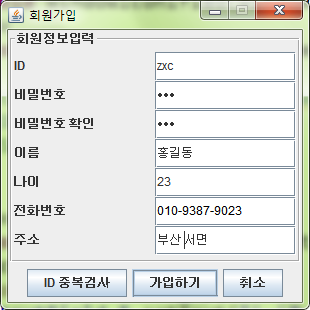 회원가입
회원정보입력
ID zxc
비밀번호 •••
비밀번호 확인 •••
이름 홍길동
나이 23
전화번호 010-9387-9023
주소 부산 서면
ID 중복검사 가입하기 취소